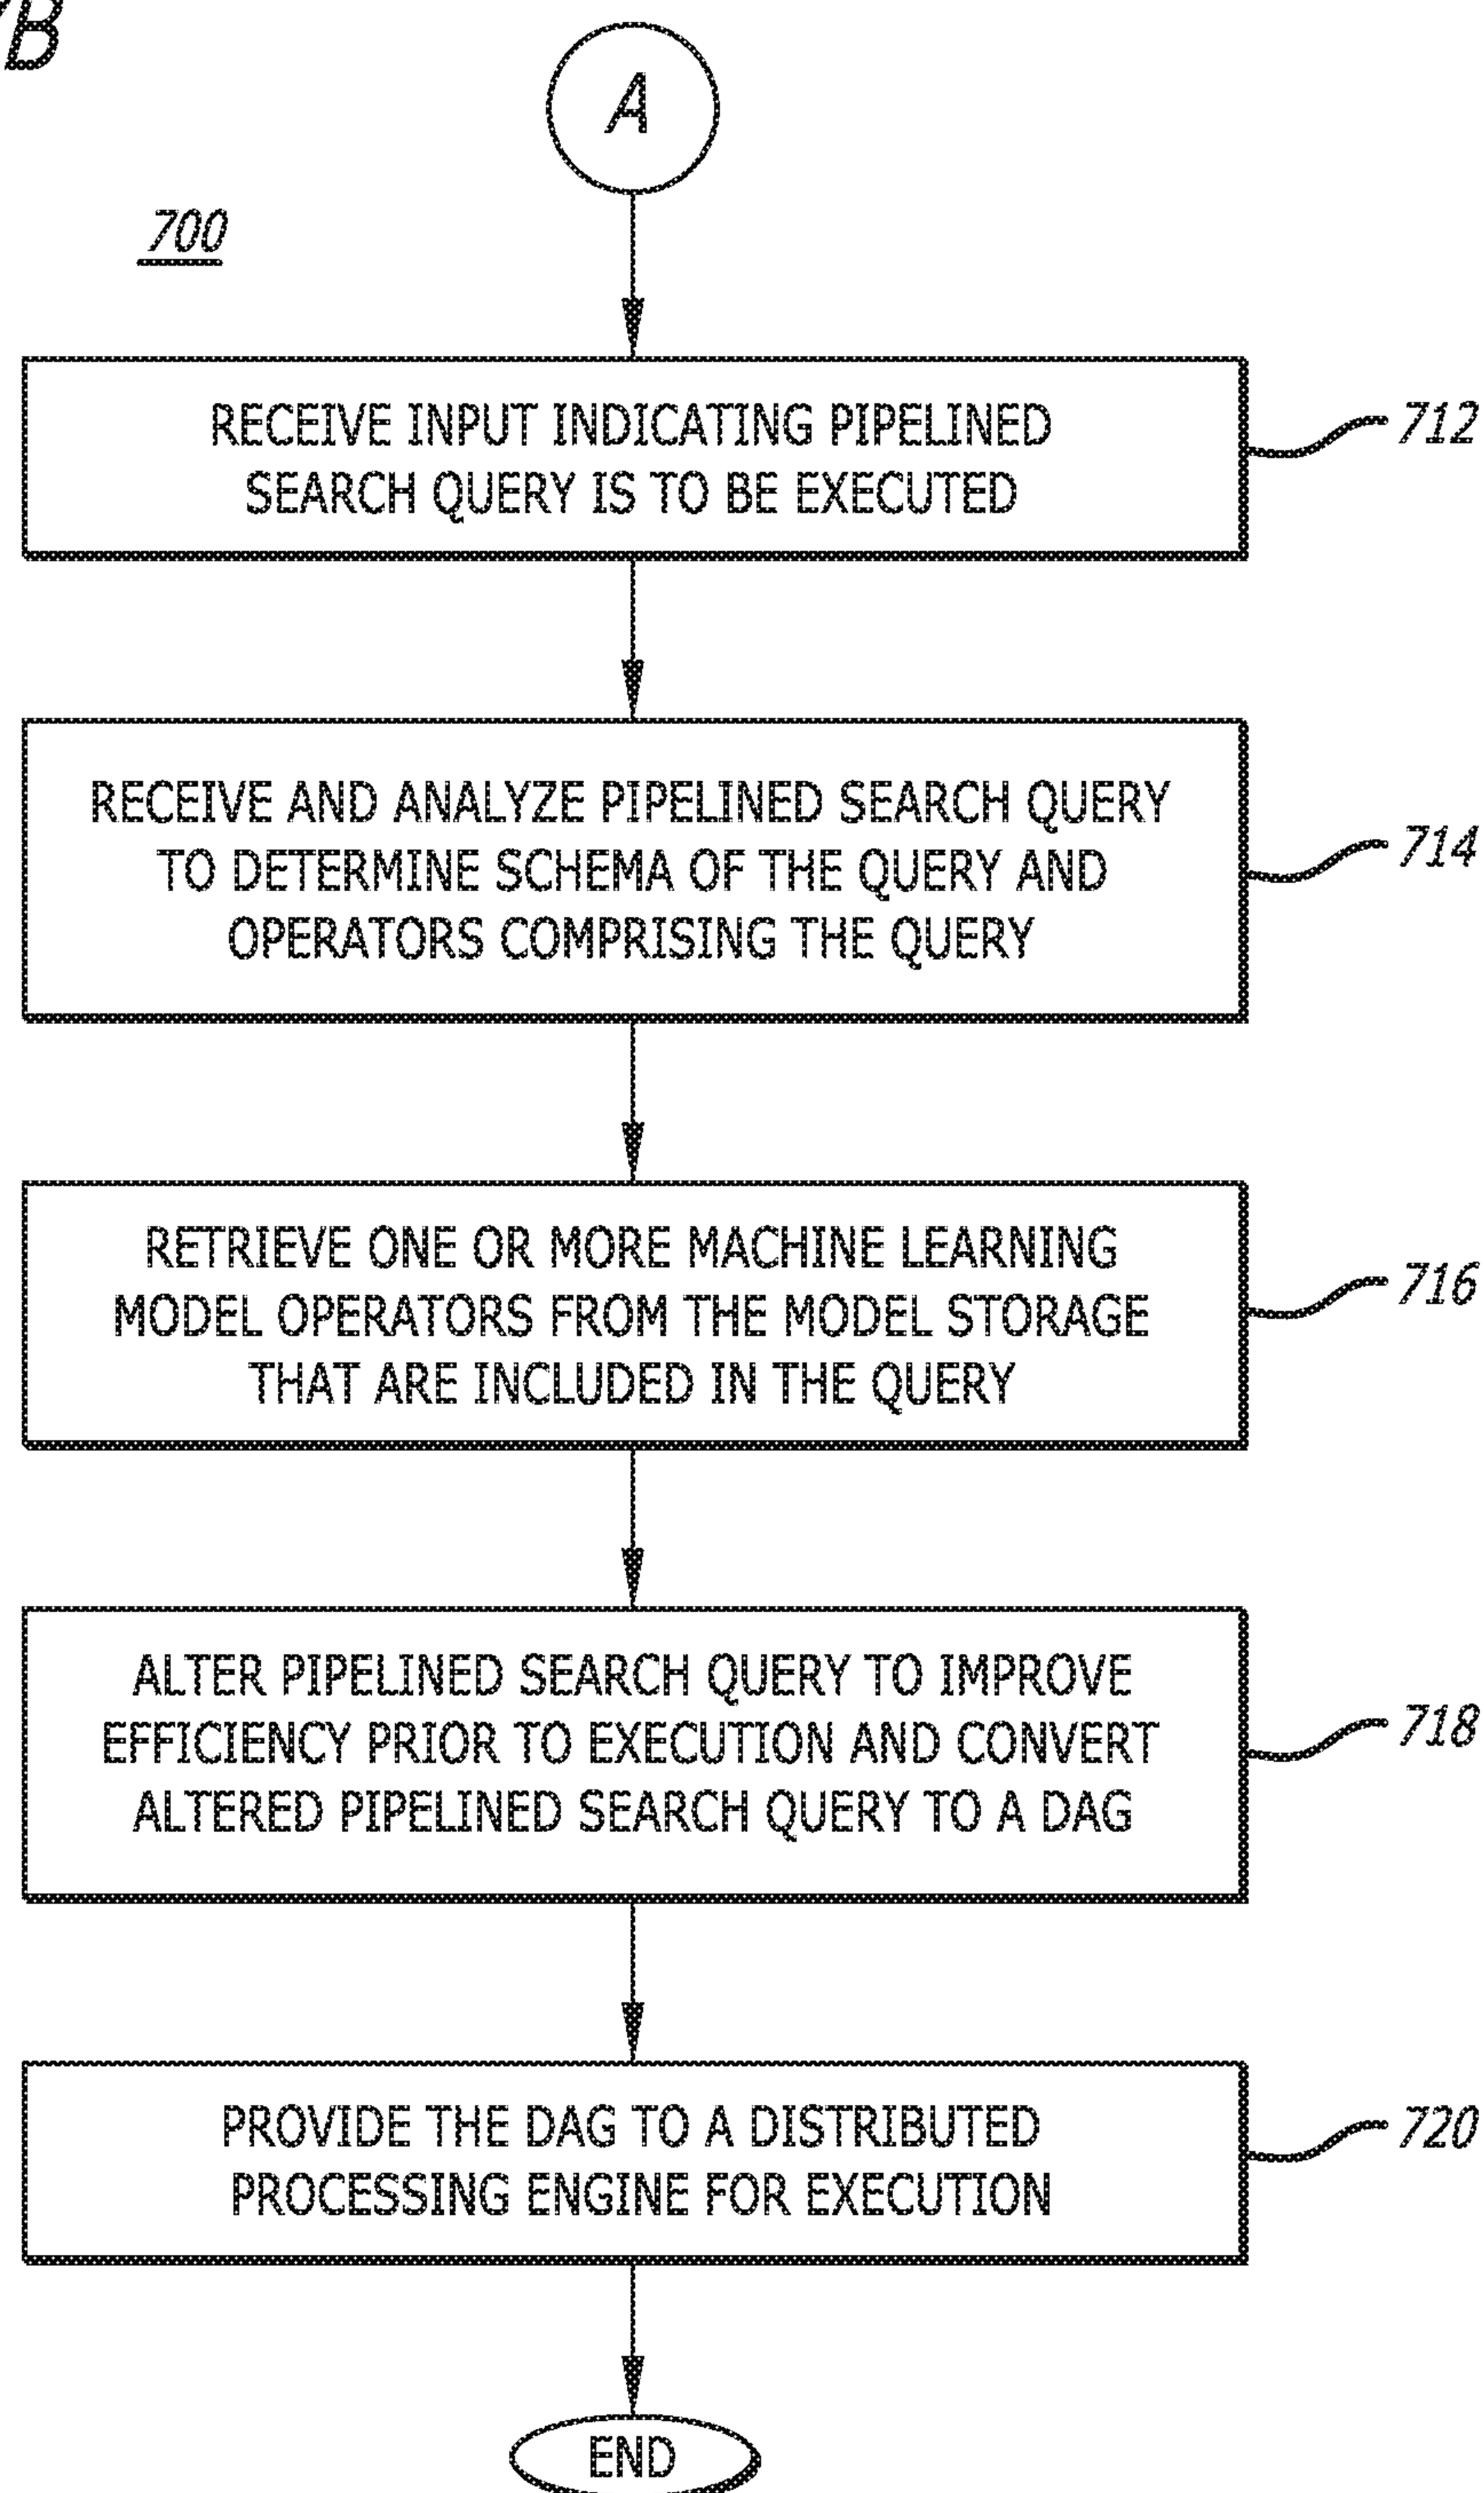 A
700
RECEIVE INPUT INDICATING PIPELINED
SEARCH QUERY IS TO BE EXECUTED
712
RECEIVE AND ANALYZE PIPELINED SEARCH QUERY
TO DETERMINE SCHEMA OF THE QUERY AND
OPERATORS COMPRISING THE QUERY
714
RETRIEVE ONE OR MORE MACHINE LEARNING
MODEL OPERATORS FROM THE MODEL STORAGE
THAT ARE INCLUDED IN THE QUERY
716
ALTER PIPELINED SEARCH QUERY TO IMPROVE
EFFICIENCY PRIOR TO EXECUTION AND CONVERT
ALTERED PIPELINED SEARCH QUERY TO A DAG
718
PROVIDE THE DAG TO A DISTRIBUTED
PROCESSING ENGINE FOR EXECUTION
720
END